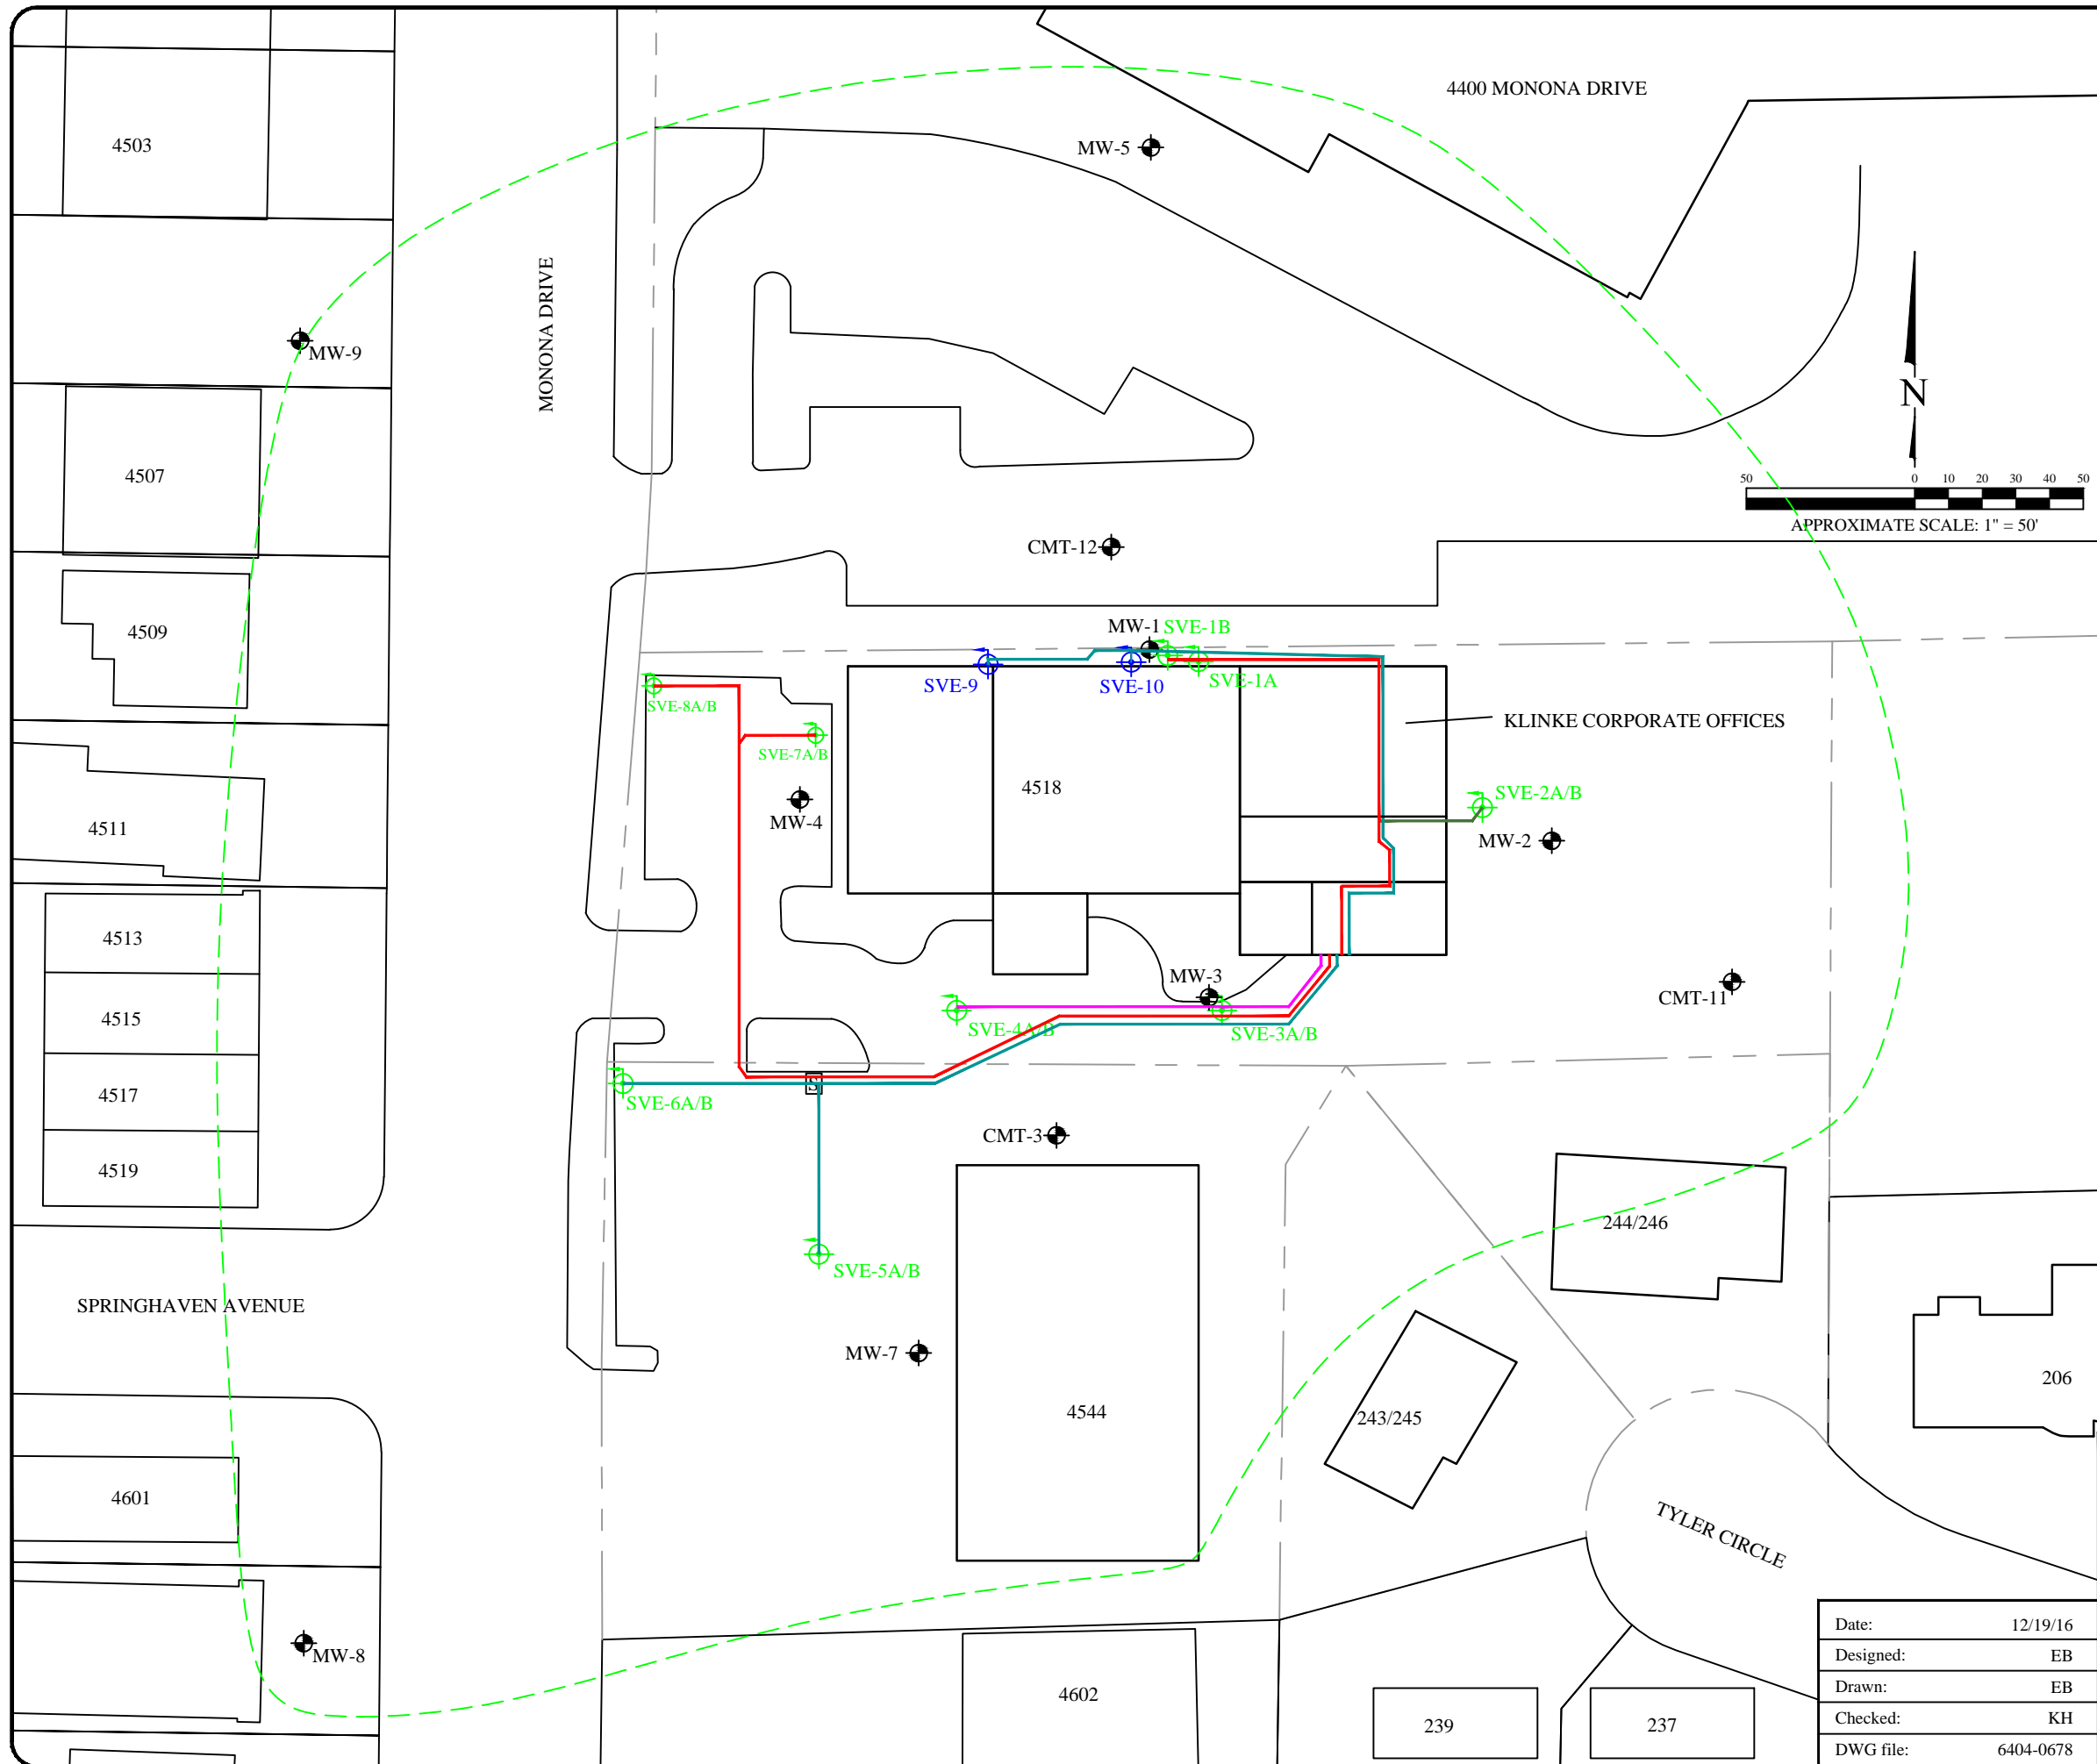 4400 MONONA DRIVE
4503
MW-5
MONONA DRIVE
MW-9
N
50 0 10 20 30 40 50
APPROXIMATE SCALE: 1" = 50'
4507
CMT-12
4509
MW-1
SVE-1B
SVE-9
SVE-10
SVE-1A
SVE-8A/B
KLINKE CORPORATE OFFICES
SVE-7A/B
4518
SVE-2A/B
MW-4
4511
MW-2
4513
MW-3
CMT-11
4515
SVE-4A/B
SVE-3A/B
S
4517
SVE-6A/B
CMT-3
4519
244/246
SVE-5A/B
SPRINGHAVEN AVENUE
MW-7
206
4544
243/245
4601
TYLER CIRCLE
MW-8
4602
239
237
Date: 12/19/16
Designed: EB
Drawn: EB
Checked: KH
DWG file: 6404-0678